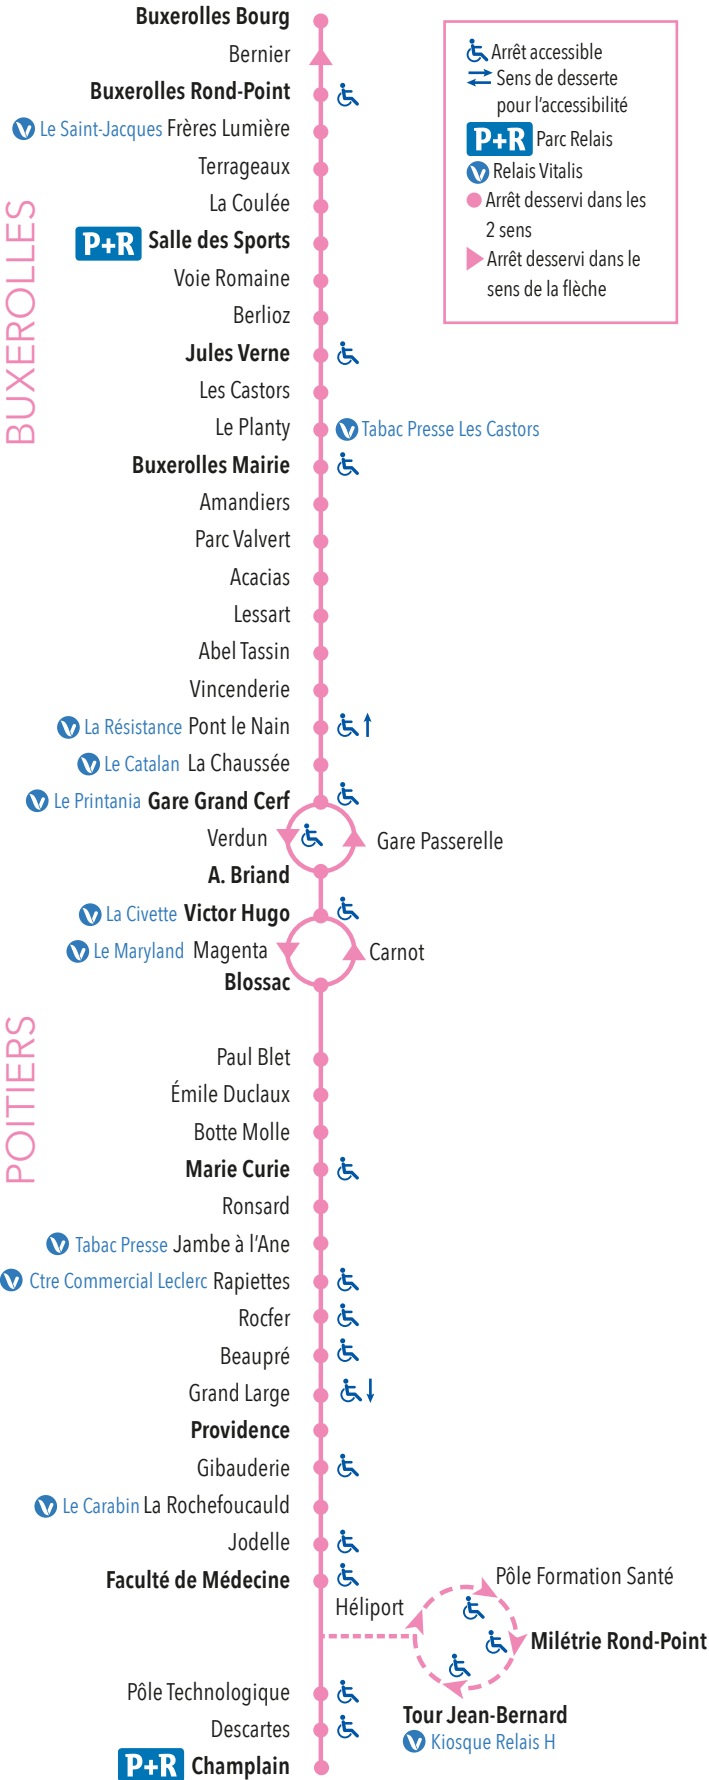 Buxerolles Bourg
Bernier
Buxerolles Rond-Point
Le Saint-Jacques Frères Lumière
Terrageaux
La Coulée
P+R Salle des Sports
Voie Romaine
Berlioz
Jules Verne
Les Castors
Le Planty Tabac Presse Les Castors
Buxerolles Mairie
Amandiers
Parc Valvert
Acacias
Lessart
Abel Tassin
Vincenderie
La Résistance Pont le Nain
Le Catalan La Chaussée
Le Printania Gare Grand Cerf
Verdun Gare Passerelle
A. Briand
La Civette Victor Hugo
Le Maryland Magenta Carnot
Blossac
Paul Blet
Émile Duclaux
Botte Molle
Marie Curie
Ronsard
Tabac Presse Jambe à l'Ane
Ctre Commercial Leclerc Rapiettes
Rocfer
Beaupré
Grand Large
Providence
Gibauderie
Le Carabin La Rochefoucauld
Jodelle
Faculté de Médecine
Pôle Formation Santé
Héliport
Milétrie Rond-Point
Tour Jean-Bernard
Kiosque Relais H
Pôle Technologique
Descartes
P+R Champlain
BUXEROLLES
POITIERS
Arrêt accessible
Sens de desserte
pour l'accessibilité
P+R Parc Relais
Relais Vitalis
Arrêt desservi dans les
2 sens
Arrêt desservi dans le
sens de la flèche